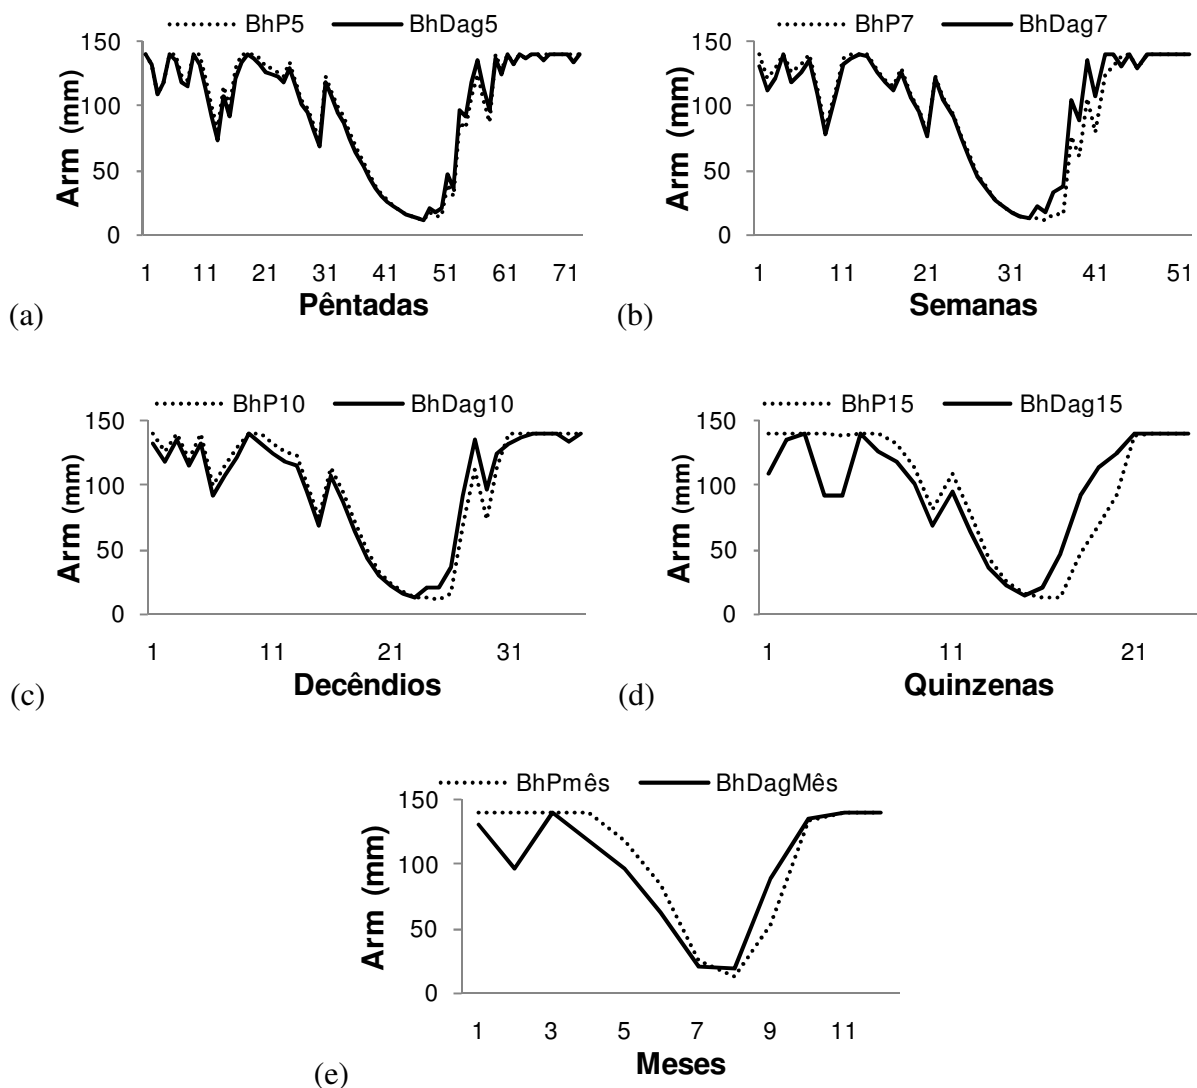 BhP5 BhDag5
Arm (mm)
150
100
50
0
1 11 21 31 41 51 61 71
Pêntadas
(a)
BhP7 BhDag7
Arm (mm)
150
100
50
0
1 11 21 31 41 51
Semanas
(b)
BhP10 BhDag10
Arm (mm)
150
100
50
0
1 11 21 31
Decêndios
(c)
BhP15 BhDag15
Arm (mm)
150
100
50
0
1 11 21
Quinzenas
(d)
BhPmês BhDagMês
Arm (mm)
150
100
50
0
1 3 5 7 9 11
Meses
(e)